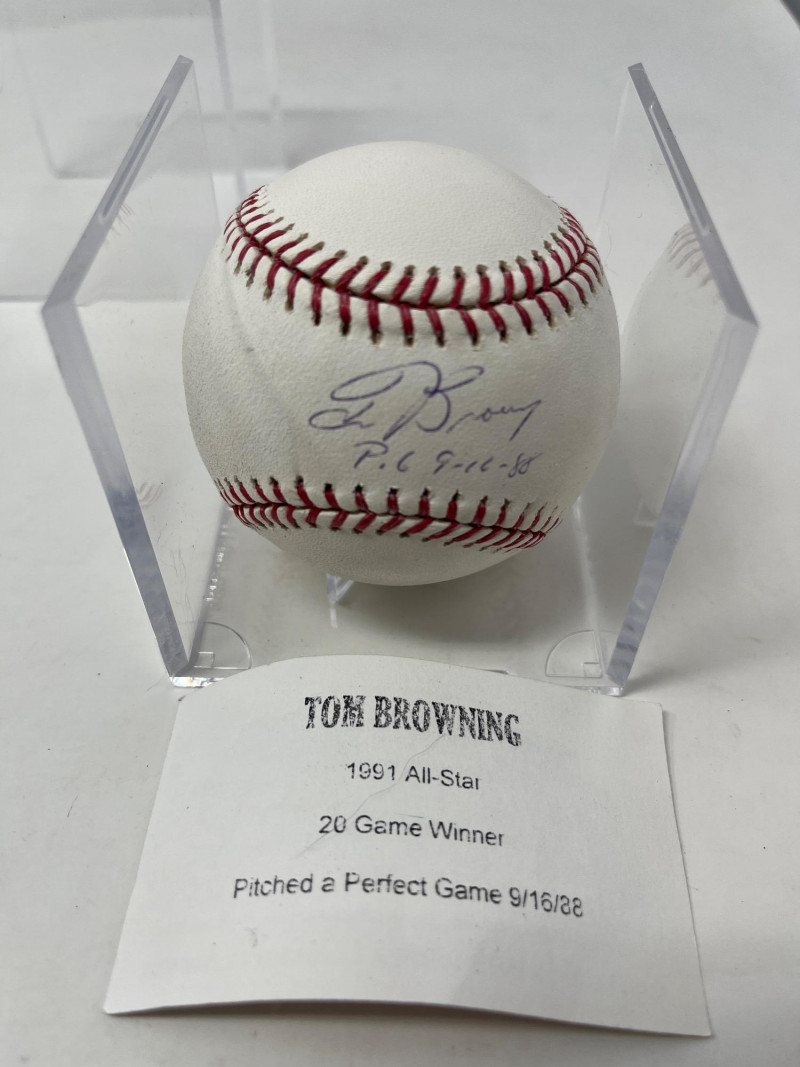 Tom Browning
P.G 9-16-88
TOM BROWNING
1991 All-Star
20 Game Winner
Pitched a Perfect Game 9/16/88